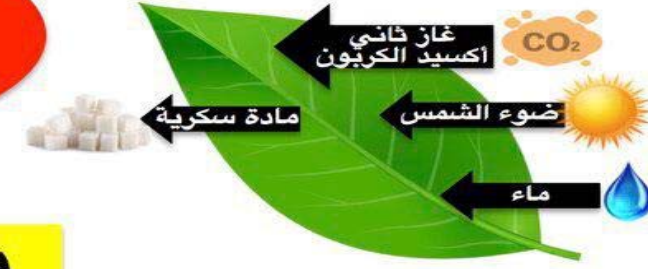 غاز ثاني
أكسيد الكربون
CO₂
ضوء الشمس
مادة سكرية
ماء